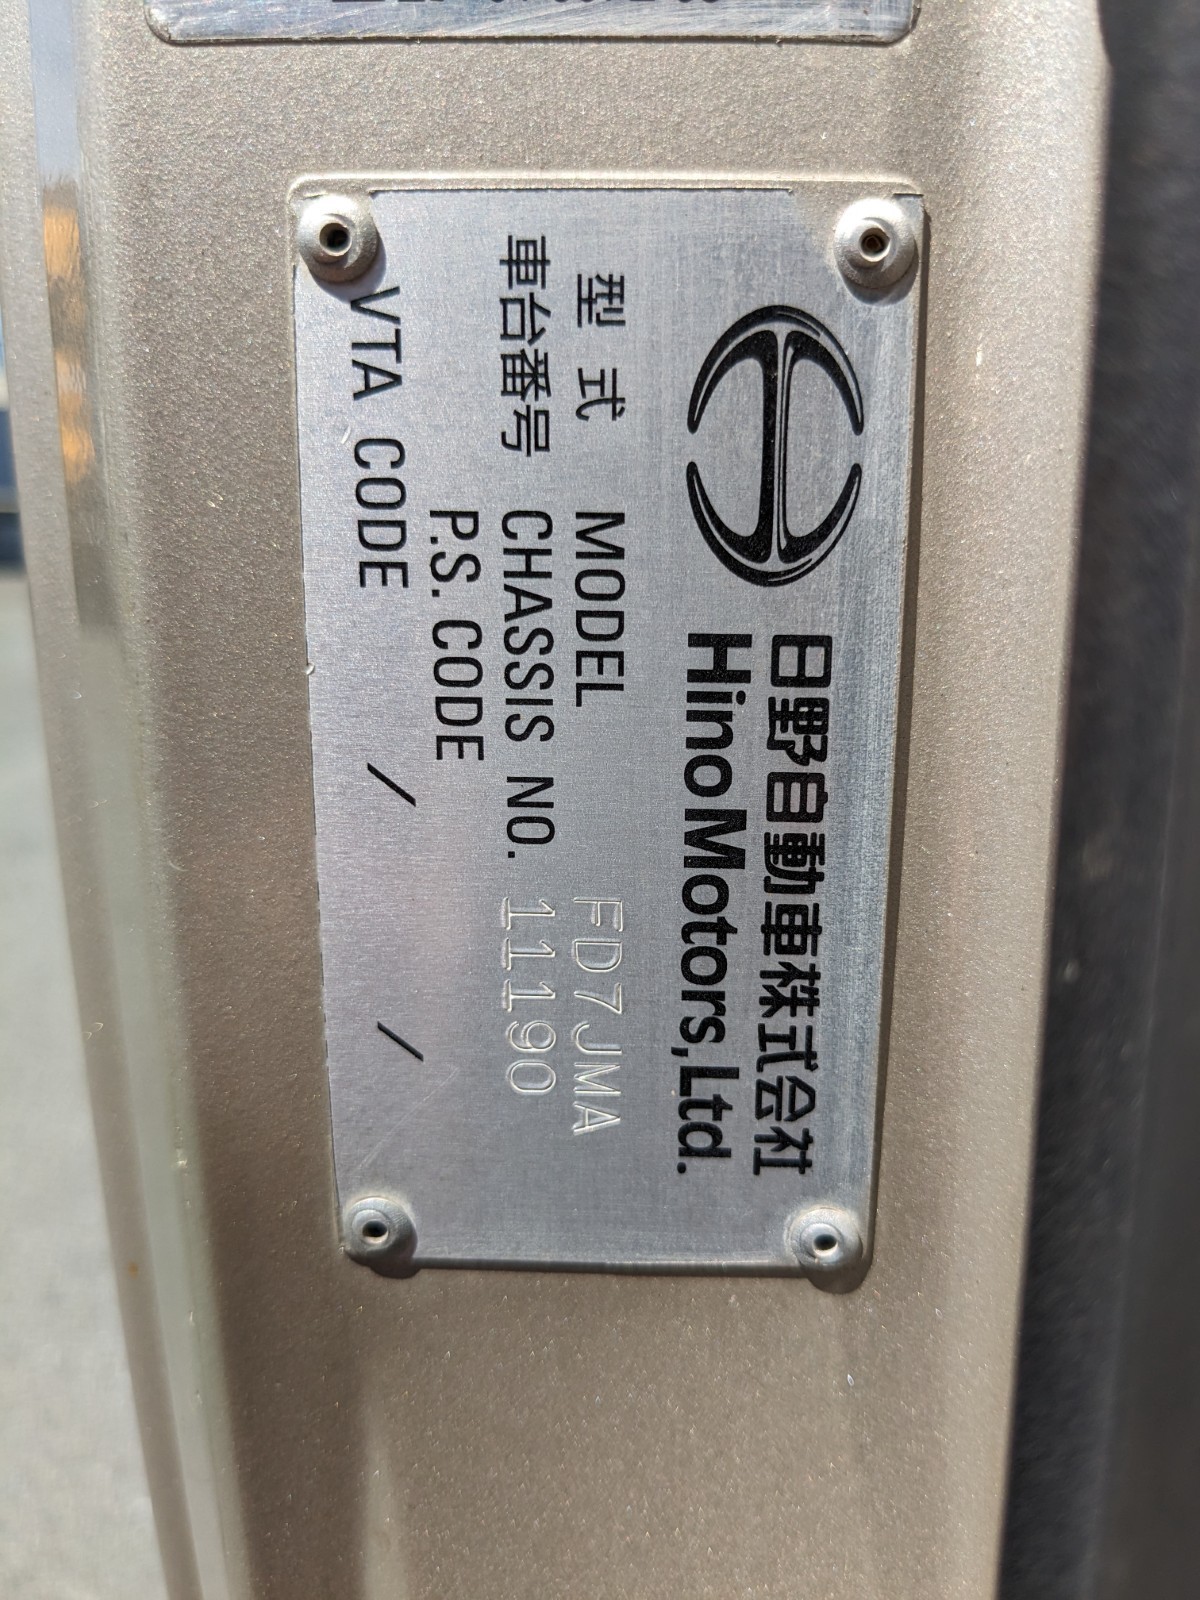 日野自動車株式会社
Hino Motors, Ltd.
型式 MODEL FD7JMA
車台番号 CHASSIS NO. 11190
P.S. CODE
VTA CODE / /